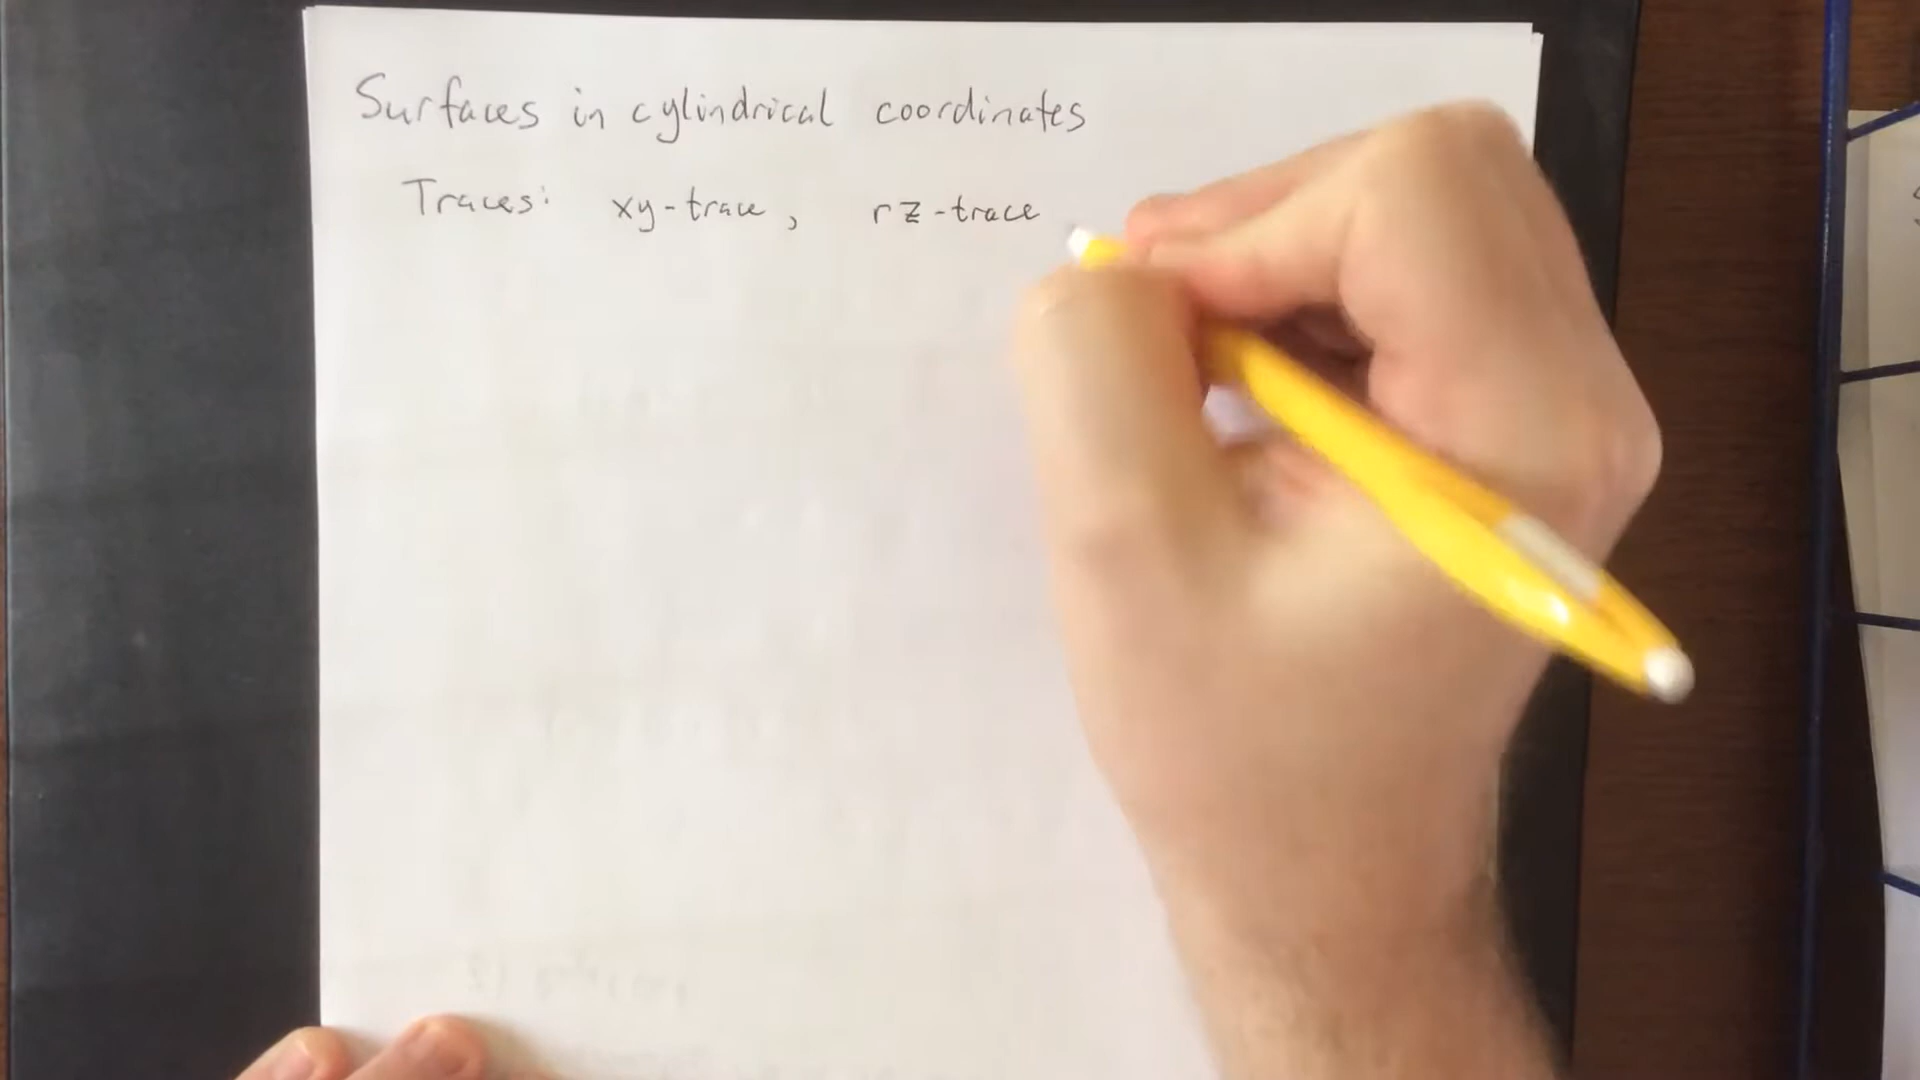 Surfaces in cylindrical coordinates
Traces: xy-trace, rz-trace